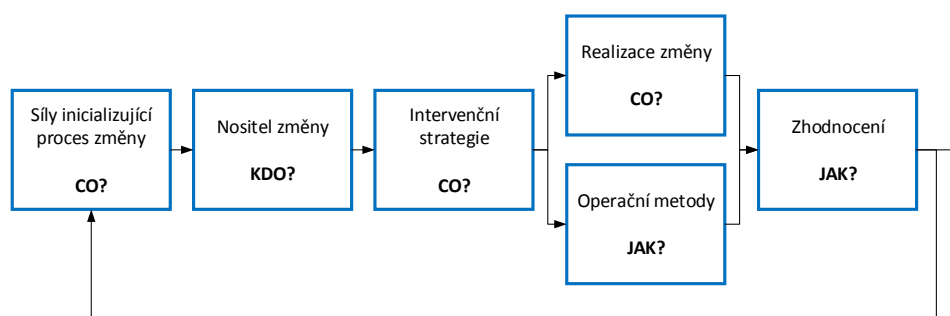 Síly inicializující
proces změny
CO?
Nositel změny
KDO?
Intervenční
strategie
CO?
Realizace změny
CO?
Operační metody
JAK?
Zhodnocení
JAK?